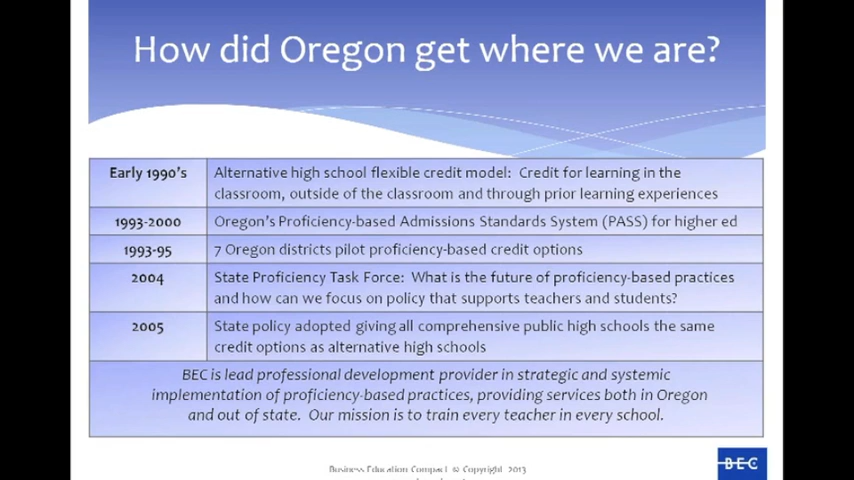 How did Oregon get where we are?
Early 1990's
Alternative high school flexible credit model: Credit for learning in the
classroom, outside of the classroom and through prior learning experiences
1993-2000
Oregon's Proficiency-based Admissions Standards System (PASS) for higher ed
1993-95
7 Oregon districts pilot proficiency-based credit options
2004
State Proficiency Task Force: What is the future of proficiency-based practices
and how can we focus on policy that supports teachers and students?
2005
State policy adopted giving all comprehensive public high schools the same
credit options as alternative high schools
BEC is lead professional development provider in strategic and systemic
implementation of proficiency-based practices, providing services both in Oregon
and out of state. Our mission is to train every teacher in every school.
Business Education Compact © Copyright 2013
BEC